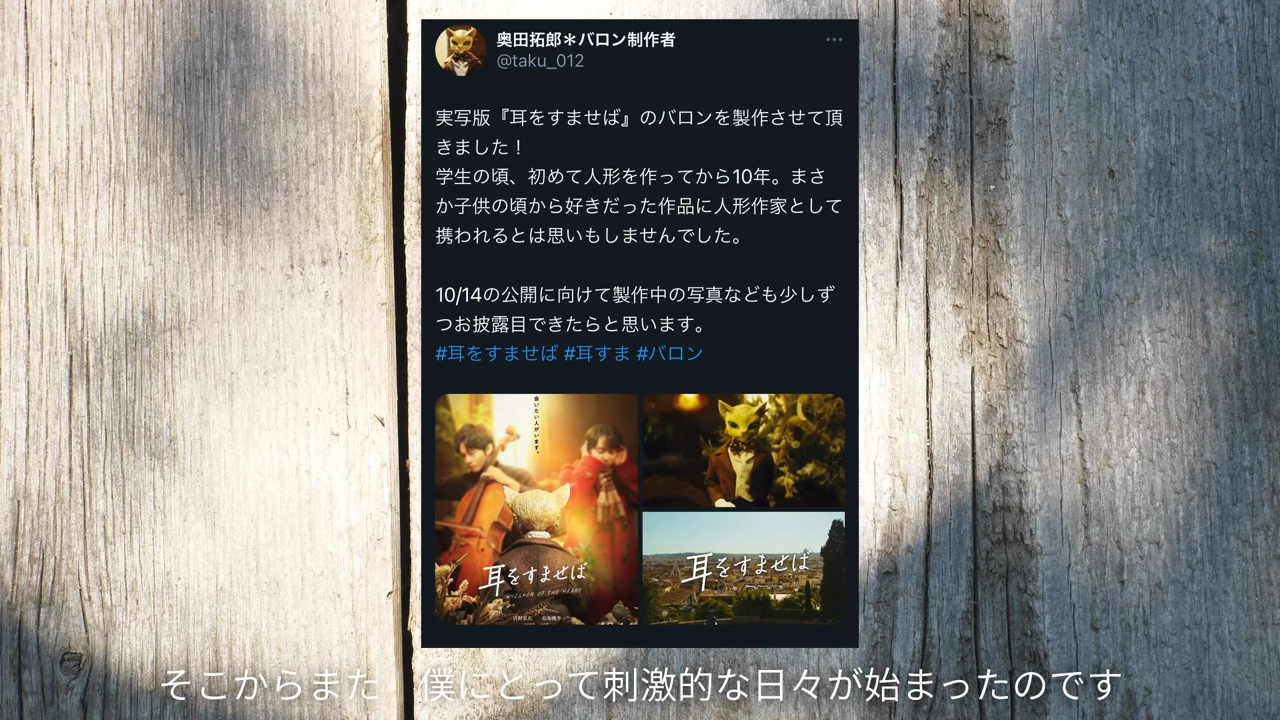 奥田拓郎＊バロン制作者
@taku_012
実写版『耳をすませば』のバロンを製作させて頂
きました！
学生の頃、初めて人形を作ってから10年。まさ
か子供の頃から好きだった作品に人形作家として
携われるとは思いもしませんでした。
10/14の公開に向けて製作中の写真なども少しず
つお披露目できたらと思います。
#耳をすませば #耳すま #バロン
会いたい人がいます。
耳をすませば
WHISPER OF THE HEART
耳をすませば
そこからまた 僕にとって刺激的な日々が始まったのです